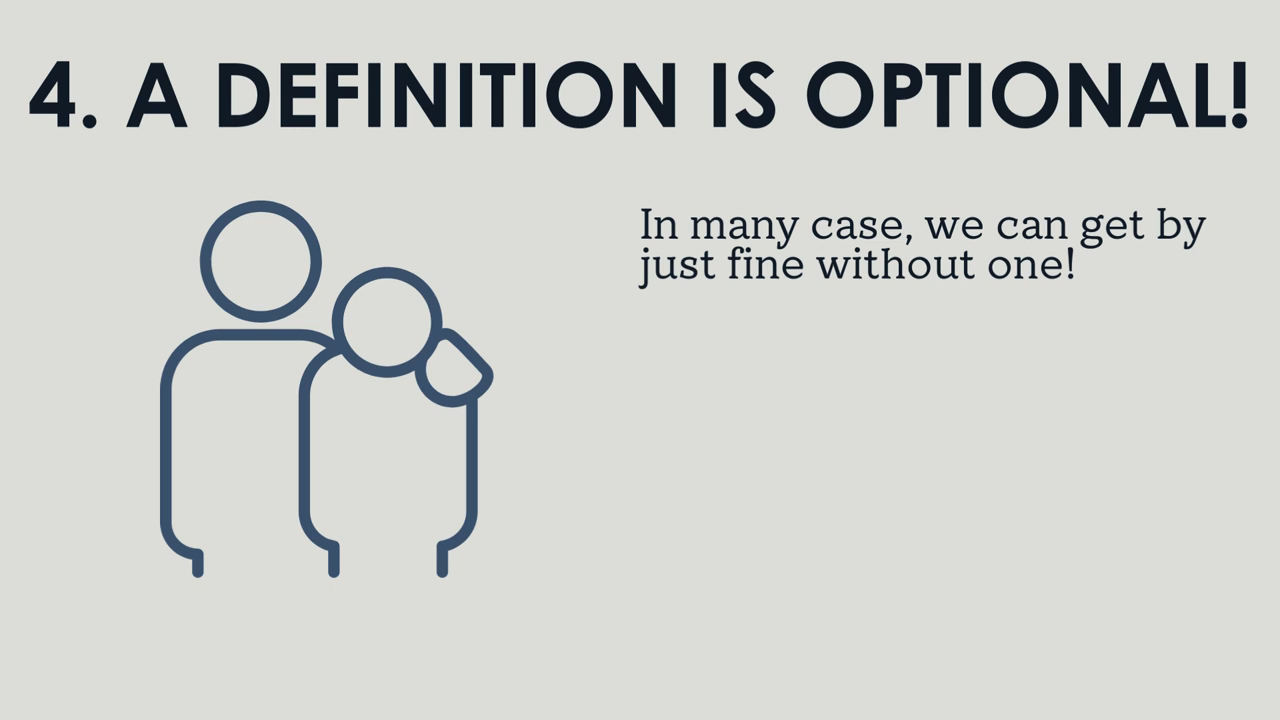 4. A DEFINITION IS OPTIONAL!
In many case, we can get by
just fine without one!